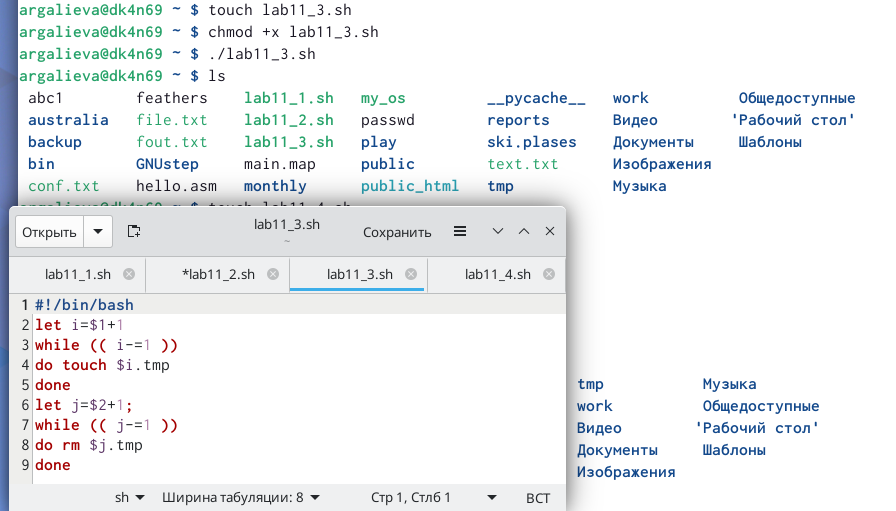 argalieva@dk4n69 ~ $ touch lab11_3.sh
argalieva@dk4n69 ~ $ chmod +x lab11_3.sh
argalieva@dk4n69 ~ $ ./lab11_3.sh
argalieva@dk4n69 ~ $ ls
abc1 feathers lab11_1.sh my_os __pycache__ work Общедоступные
australia file.txt lab11_2.sh passwd reports Видео 'Рабочий стол'
backup fout.txt lab11_3.sh play ski.plases Документы Шаблоны
bin GNUstep main.map public text.txt Изображения
conf.txt hello.asm monthly public_html tmp Музыка
argalieva@dk4n69 ~ $ touch lab11_4.sh
Открыть lab11_3.sh Сохранить
~
lab11_1.sh *lab11_2.sh lab11_3.sh lab11_4.sh
1 #!/bin/bash
2 let i=$1+1
3 while (( i-=1 ))
4 do touch $i.tmp
5 done
6 let j=$2+1;
7 while (( j-=1 ))
8 do rm $j.tmp
9 done
sh Ширина табуляции: 8 Стр 1, Стлб 1 ВСТ
tmp Музыка
work Общедоступные
Видео 'Рабочий стол'
Документы Шаблоны
Изображения